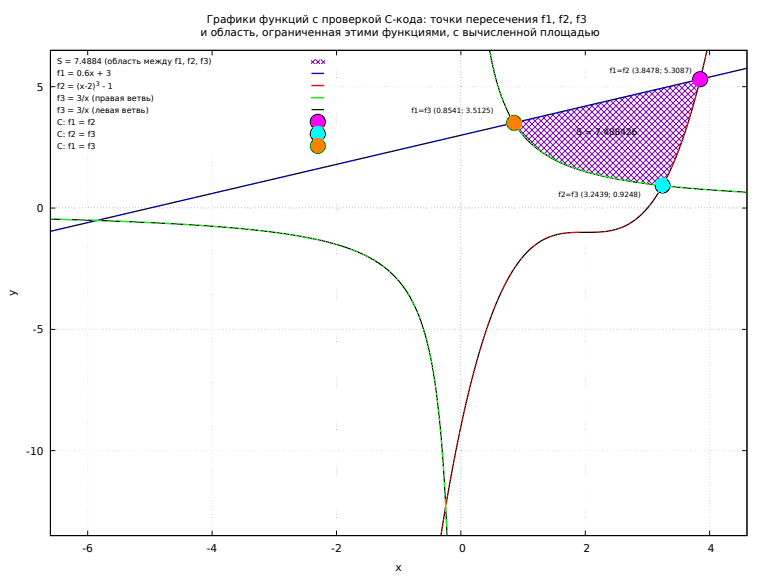 Графики функций с проверкой C-кода: точки пересечения f1, f2, f3
и область, ограниченная этими функциями, с вычисленной площадью
S = 7.4884 (область между f1, f2, f3)
f1 = 0.6x + 3
f2 = (x-2)³ - 1
f3 = 3/x (правая ветвь)
f3 = 3/x (левая ветвь)
C: f1 = f2
C: f2 = f3
C: f1 = f3
f1=f2 (3.8478; 5.3087)
f1=f3 (0.8541; 3.5125)
S = 7.488426
f2=f3 (3.2439; 0.9248)
5
0
-5
-10
y
-6 -4 -2 0 2 4
x